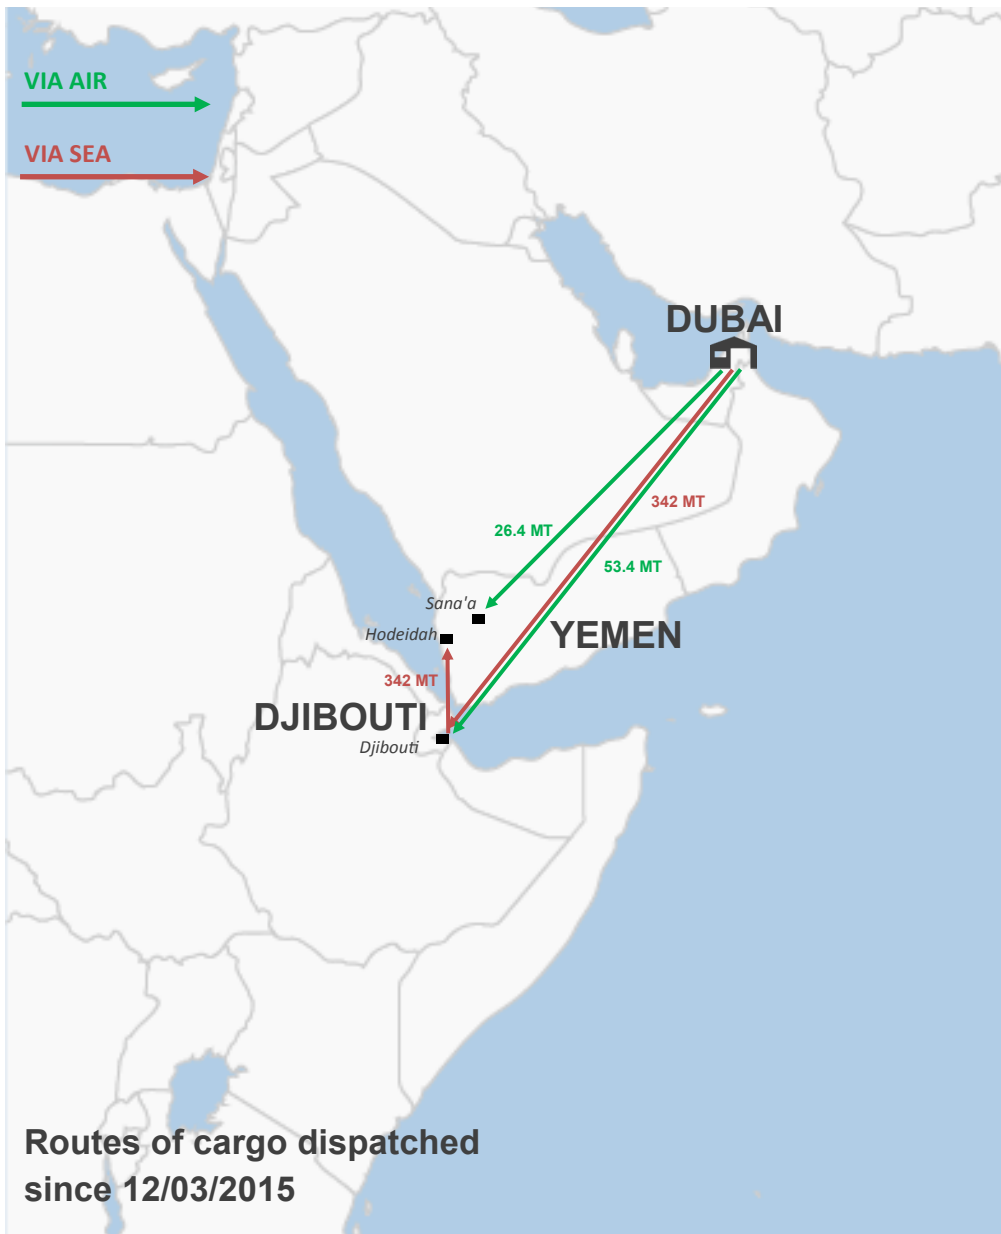 VIA AIR
VIA SEA
DUBAI
342 MT
26.4 MT
53.4 MT
Sana'a
Hodeidah
YEMEN
342 MT
DJIBOUTI
Djibouti
Routes of cargo dispatched
since 12/03/2015